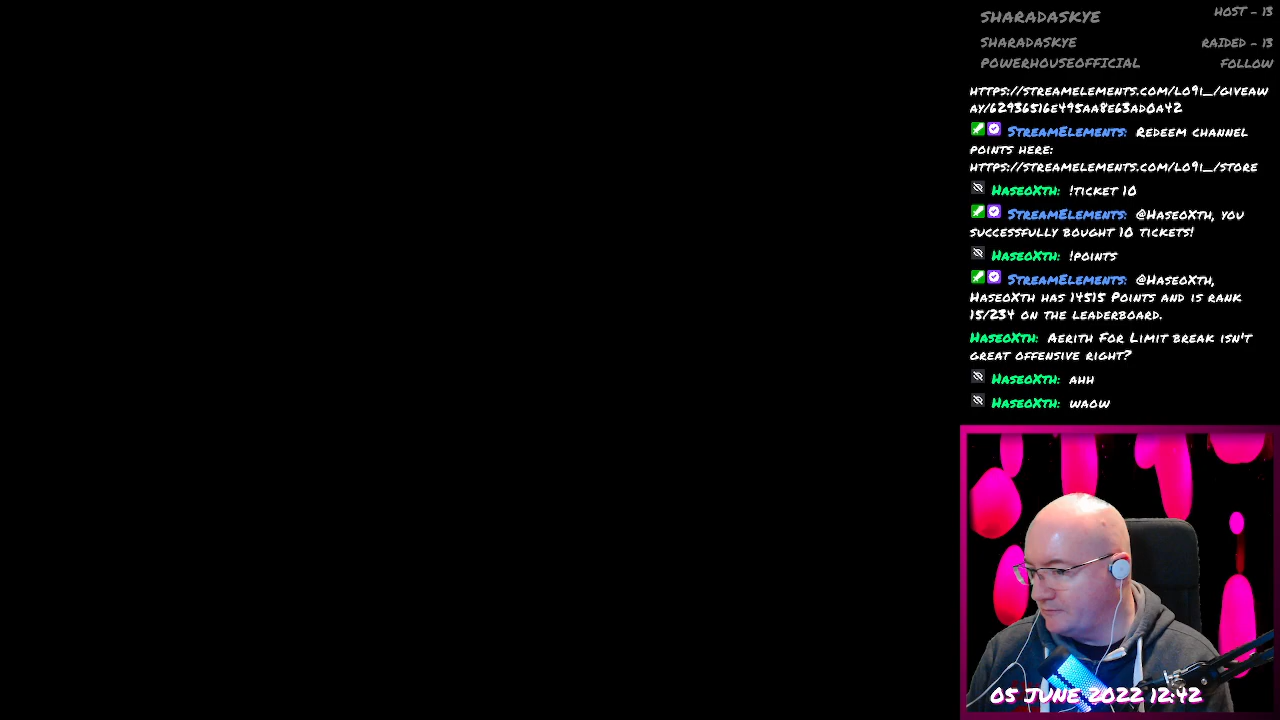 SHARADASKYE HOST - 13
SHARADASKYE RAIDED - 13
POWERHOUSEOFFICIAL FOLLOW
HTTPS://STREAMELEMENTS.COM/LO9I_/GIVEAW
AY/62936516E495AA8E63AD0A42
STREAMELEMENTS: REDEEM CHANNEL
POINTS HERE:
HTTPS://STREAMELEMENTS.COM/LO9I_/STORE
HASEOXTH: !TICKET 10
STREAMELEMENTS: @HASEOXTH, YOU
SUCCESSFULLY BOUGHT 10 TICKETS!
HASEOXTH: !POINTS
STREAMELEMENTS: @HASEOXTH,
HASEOXTH HAS 14515 POINTS AND IS RANK
15/234 ON THE LEADERBOARD.
HASEOXTH: AERITH FOR LIMIT BREAK ISN'T
GREAT OFFENSIVE RIGHT?
HASEOXTH: AHH
HASEOXTH: WAOW
05 JUNE 2022 12:42